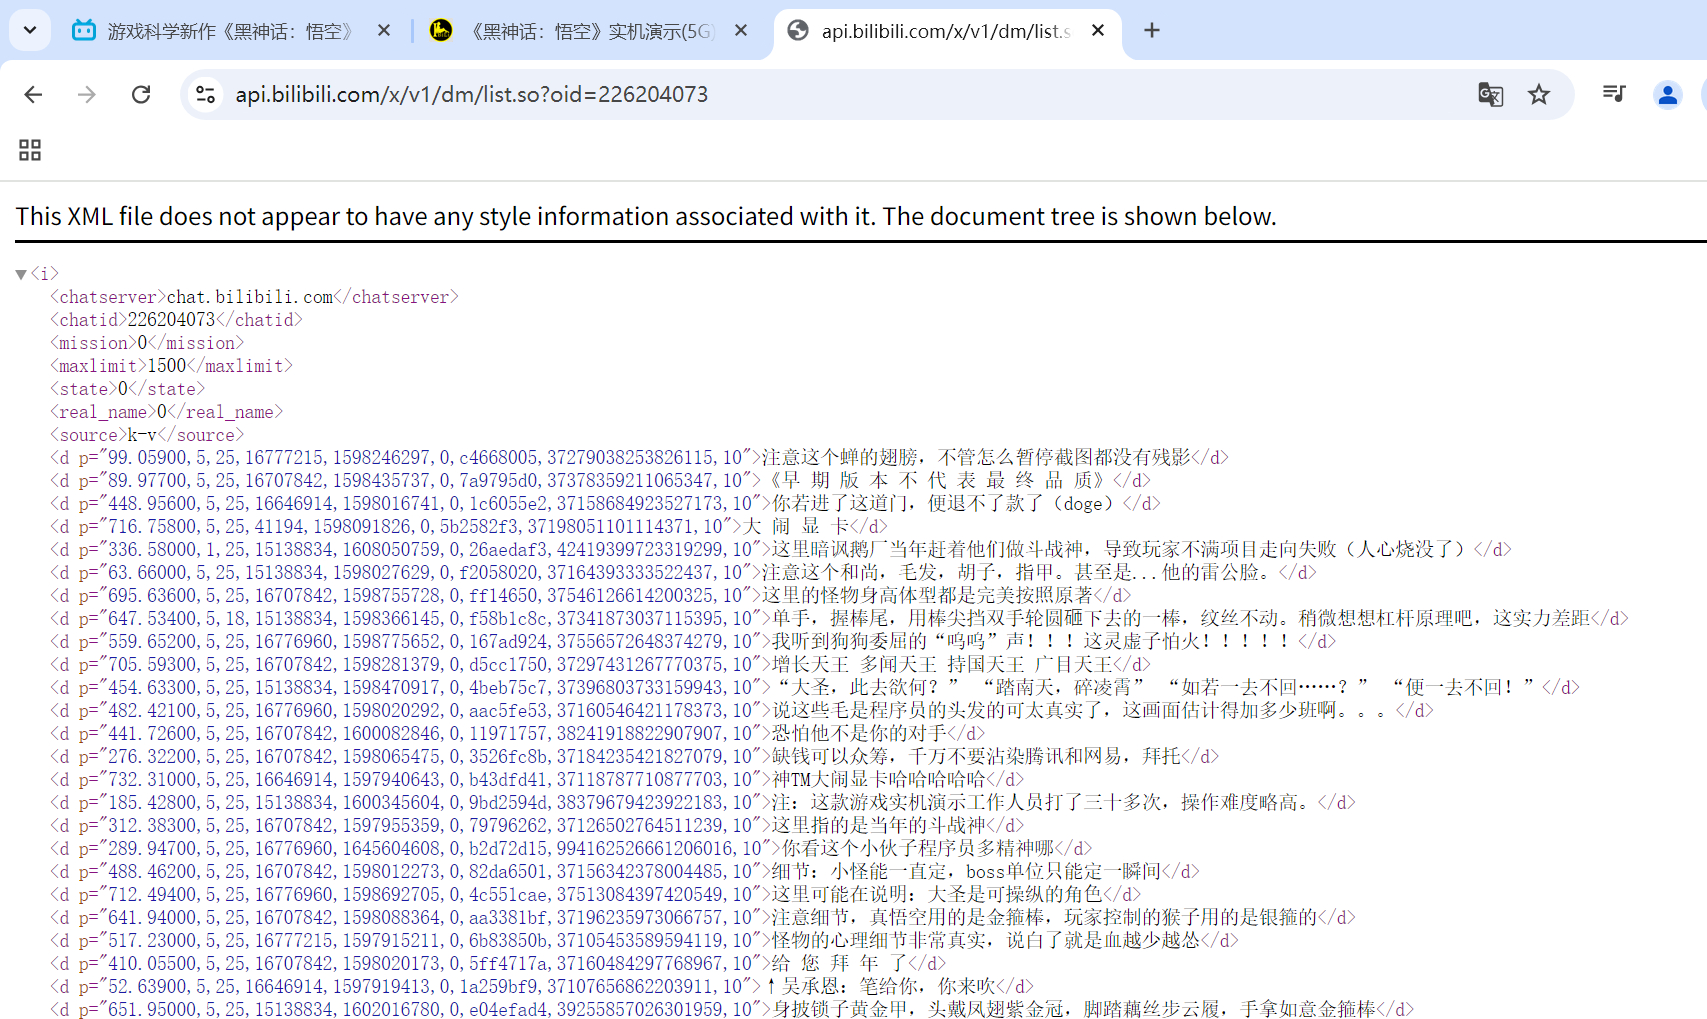 游戏科学新作《黑神话：悟空》
《黑神话：悟空》实机演示(5G)
api.bilibili.com/x/v1/dm/list.s
api.bilibili.com/x/v1/dm/list.so?oid=226204073
This XML file does not appear to have any style information associated with it. The document tree is shown below.
▼<i>
<chatserver>chat.bilibili.com</chatserver>
<chatid>226204073</chatid>
<mission>0</mission>
<maxlimit>1500</maxlimit>
<state>0</state>
<real_name>0</real_name>
<source>k-v</source>
<d p="99.05900,5,25,16777215,1598246297,0,c4668005,37279038253826115,10">注意这个蝉的翅膀，不管怎么暂停截图都没有残影</d>
<d p="89.97700,5,25,16707842,1598435737,0,7a9795d0,37378359211065347,10">《早 期 版 本 不 代 表 最 终 品 质》</d>
<d p="448.95600,5,25,16646914,1598016741,0,1c6055e2,37158684923527173,10">你若进了这道门，便退不了款了（doge）</d>
<d p="716.75800,5,25,41194,1598091826,0,5b2582f3,37198051101114371,10">大 闹 显 卡</d>
<d p="336.58000,1,25,15138834,1608050759,0,26aedaf3,42419399723319299,10">这里暗讽鹅厂当年赶着他们做斗战神，导致玩家不满项目走向失败（人心烧没了）</d>
<d p="63.66000,5,25,15138834,1598027629,0,f2058020,37164393333522437,10">注意这个和尚，毛发，胡子，指甲。甚至是...他的雷公脸。</d>
<d p="695.63600,5,25,16707842,1598755728,0,ff14650,37546126614200325,10">这里的怪物身高体型都是完美按照原著</d>
<d p="647.53400,5,18,15138834,1598366145,0,f58b1c8c,37341873037115395,10">单手，握棒尾，用棒尖挡双手轮圆砸下去的一棒，纹丝不动。稍微想想杠杆原理吧，这实力差距</d>
<d p="559.65200,5,25,16776960,1598775652,0,167ad924,37556572648374279,10">我听到狗狗委屈的“呜呜”声！！！这灵虚子怕火！！！！！</d>
<d p="705.59300,5,25,16707842,1598281379,0,d5cc1750,37297431267770375,10">增长天王 多闻天王 持国天王 广目天王</d>
<d p="454.63300,5,25,15138834,1598470917,0,4beb75c7,37396803733159943,10">“大圣，此去欲何？” “踏南天，碎凌霄” “如若一去不回……？” “便一去不回！”</d>
<d p="482.42100,5,25,16776960,1598020292,0,aac5fe53,37160546421178373,10">说这些毛是程序员的头发的可太真实了，这画面估计得加多少班啊。。。</d>
<d p="441.72600,5,25,16707842,1600082846,0,11971757,38241918822907907,10">恐怕他不是你的对手</d>
<d p="276.32200,5,25,16707842,1598065475,0,3526fc8b,37184235421827079,10">缺钱可以众筹，千万不要沾染腾讯和网易，拜托</d>
<d p="732.31000,5,25,16646914,1597940643,0,b43dfd41,37118787710877703,10">神TM大闹显卡哈哈哈哈哈</d>
<d p="185.42800,5,25,15138834,1600345604,0,9bd2594d,38379679423922183,10">注：这款游戏实机演示工作人员打了三十多次，操作难度略高。</d>
<d p="312.38300,5,25,16707842,1597955359,0,79796262,37126502764511239,10">这里指的是当年的斗战神</d>
<d p="289.94700,5,25,16776960,1645604608,0,b2d72d15,994162526661206016,10">你看这个小伙子程序员多精神哪</d>
<d p="488.46200,5,25,16707842,1598012273,0,82da6501,37156342378004485,10">细节：小怪能一直定，boss单位只能定一瞬间</d>
<d p="712.49400,5,25,16776960,1598692705,0,4c551cae,37513084397420549,10">这里可能在说明：大圣是可操纵的角色</d>
<d p="641.94000,5,25,16707842,1598088364,0,aa3381bf,37196235973066757,10">注意细节，真悟空用的是金箍棒，玩家控制的猴子用的是银箍的</d>
<d p="517.23000,5,25,16777215,1597915211,0,6b83850b,37105453589594119,10">怪物的心理细节非常真实，说白了就是血越少越怂</d>
<d p="410.05500,5,25,16707842,1598020173,0,5ff4717a,37160484297768967,10">给 您 拜 年 了</d>
<d p="52.63900,5,25,16646914,1597919413,0,1a259bf9,37107656862203911,10">↑吴承恩：笔给你，你来吹</d>
<d p="651.95000,5,25,15138834,1602016780,0,e04efad4,39255857026301959,10">身披锁子黄金甲，头戴凤翅紫金冠，脚踏藕丝步云履，手拿如意金箍棒</d>